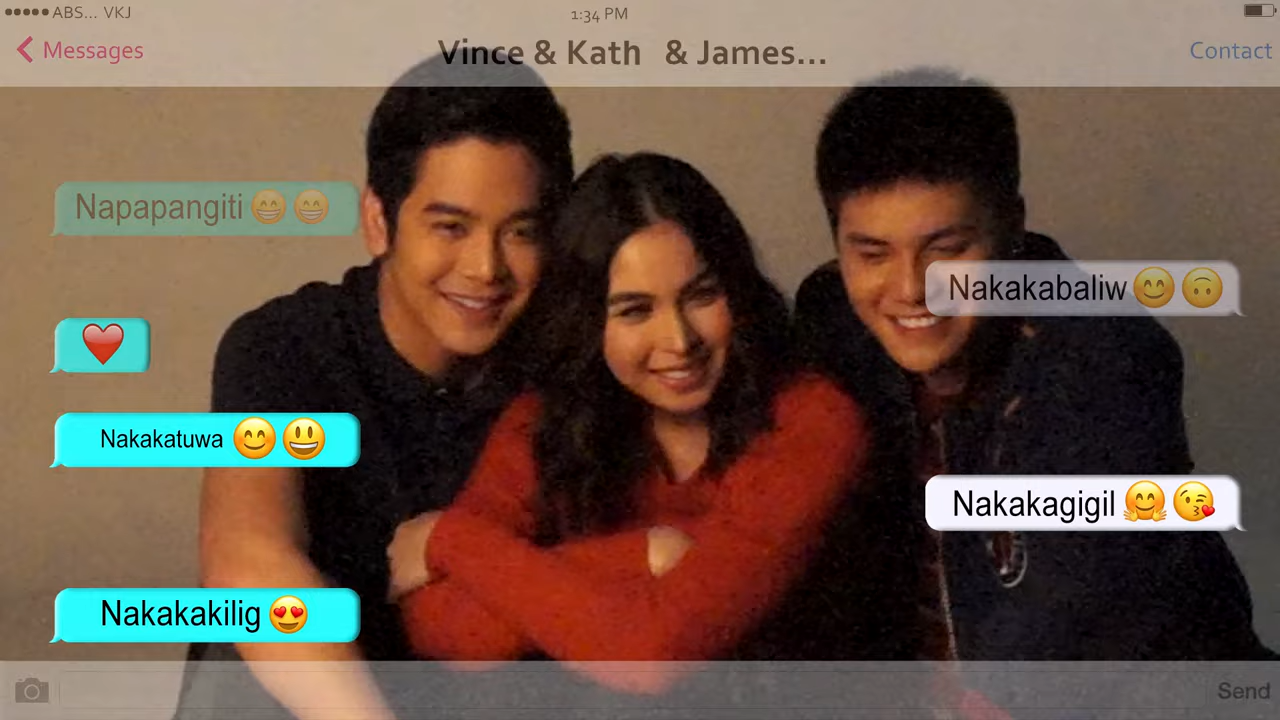 ABS... VKJ
1:34 PM
Messages
Vince & Kath & James...
Contact
Napapangiti 😁 😁
Nakakabaliw 😊 🙃
❤️
Nakakatuwa 😊 😃
Nakakagigil 🤗 😘
Nakakakilig 😍
Send